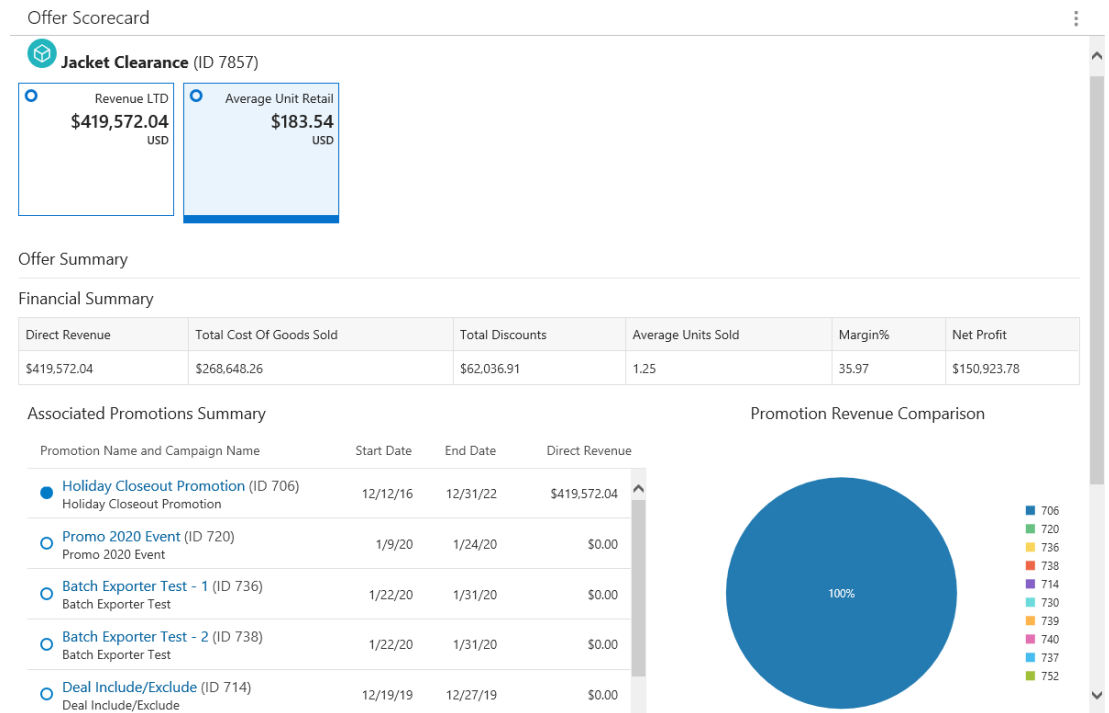 Offer Scorecard
Jacket Clearance (ID 7857)
Revenue LTD
$419,572.04
USD
Average Unit Retail
$183.54
USD
Offer Summary
Financial Summary
Direct Revenue Total Cost Of Goods Sold Total Discounts Average Units Sold Margin% Net Profit
$419,572.04 $268,648.26 $62,036.91 1.25 35.97 $150,923.78
Associated Promotions Summary
Promotion Name and Campaign Name Start Date End Date Direct Revenue
Holiday Closeout Promotion (ID 706) 12/12/16 12/31/22 $419,572.04
Holiday Closeout Promotion
Promo 2020 Event (ID 720) 1/9/20 1/24/20 $0.00
Promo 2020 Event
Batch Exporter Test - 1 (ID 736) 1/22/20 1/31/20 $0.00
Batch Exporter Test
Batch Exporter Test - 2 (ID 738) 1/22/20 1/31/20 $0.00
Batch Exporter Test
Deal Include/Exclude (ID 714) 12/19/19 12/27/19 $0.00
Deal Include/Exclude
Promotion Revenue Comparison
100%
706
720
736
738
714
730
739
740
737
752